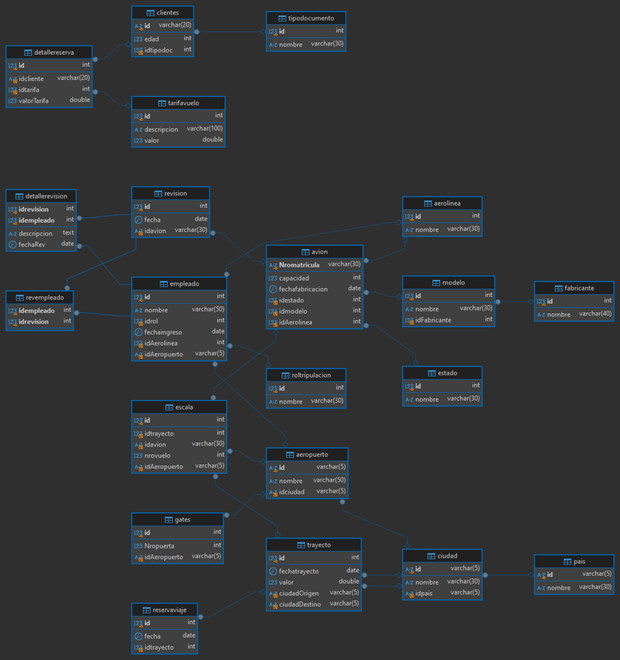 clientes
id varchar(20)
edad int
idtipodoc int
tipodocumento
id int
nombre varchar(30)
detallereserva
id int
idcliente varchar(20)
idtarifa int
valorTarifa double
tarifavuelo
id int
descripcion varchar(100)
valor double
detallerevision
idrevision int
idempleado int
descripcion text
fechaRev date
revision
id int
fecha date
idavion varchar(30)
aerolinea
id int
nombre varchar(30)
avion
Nromatricula varchar(30)
capacidad int
fechafabricacion date
idestado int
idmodelo int
idAerolinea int
modelo
id int
nombre varchar(30)
idFabricante int
fabricante
id int
nombre varchar(40)
revempleado
idempleado int
idrevision int
empleado
id int
nombre varchar(50)
idrol int
fechaingreso date
idAerolinea int
idAeropuerto varchar(5)
roltripulacion
id int
nombre varchar(30)
estado
id int
nombre varchar(30)
escala
id int
idtrayecto int
idavion varchar(30)
nrovuelo int
idAeropuerto varchar(5)
aeropuerto
id varchar(5)
nombre varchar(50)
idciudad varchar(5)
gates
id int
Nropuerta int
idAeropuerto varchar(5)
trayecto
id int
fechatrayecto date
valor double
ciudadOrigen varchar(5)
ciudadDestino varchar(5)
ciudad
id varchar(5)
nombre varchar(30)
idpais varchar(5)
pais
id varchar(5)
nombre varchar(30)
reservaviaje
id int
fecha date
idtrayecto int